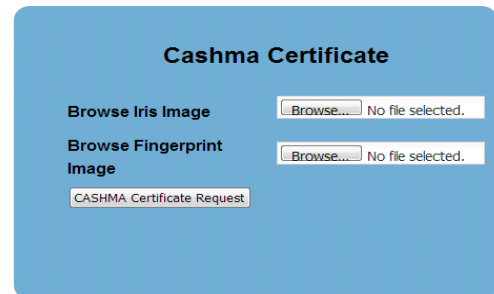 Cashma Certificate
Browse Iris Image
Browse... No file selected.
Browse Fingerprint
Image
Browse... No file selected.
CASHMA Certificate Request